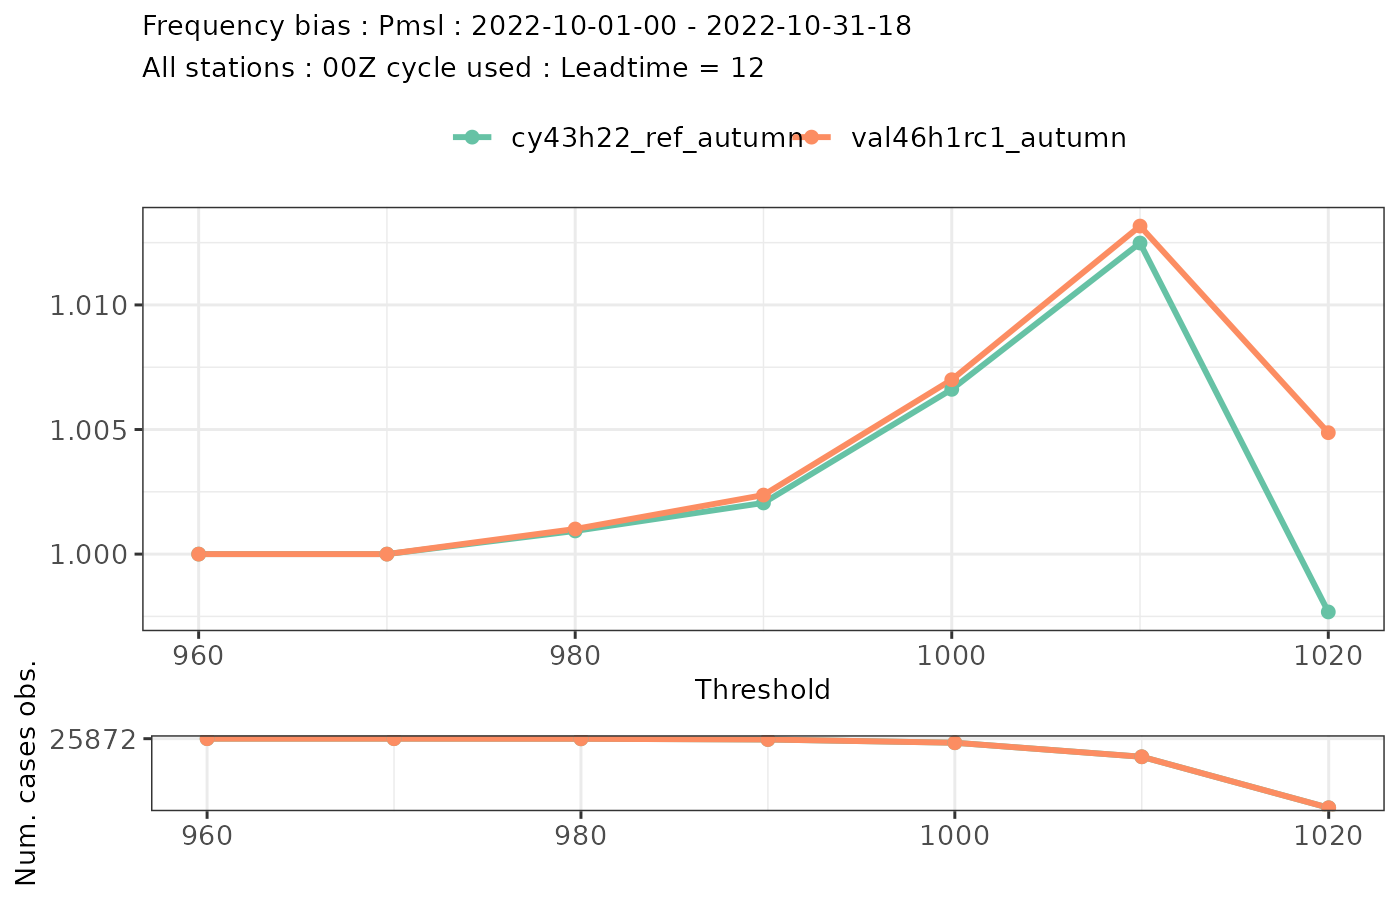 Frequency bias : Pmsl : 2022-10-01-00 - 2022-10-31-18
All stations : 00Z cycle used : Leadtime = 12
cy43h22_ref_autumn val46h1rc1_autumn
1.010
1.005
1.000
960 980 1000 1020
Threshold
Num. cases obs.
25872
960 980 1000 1020